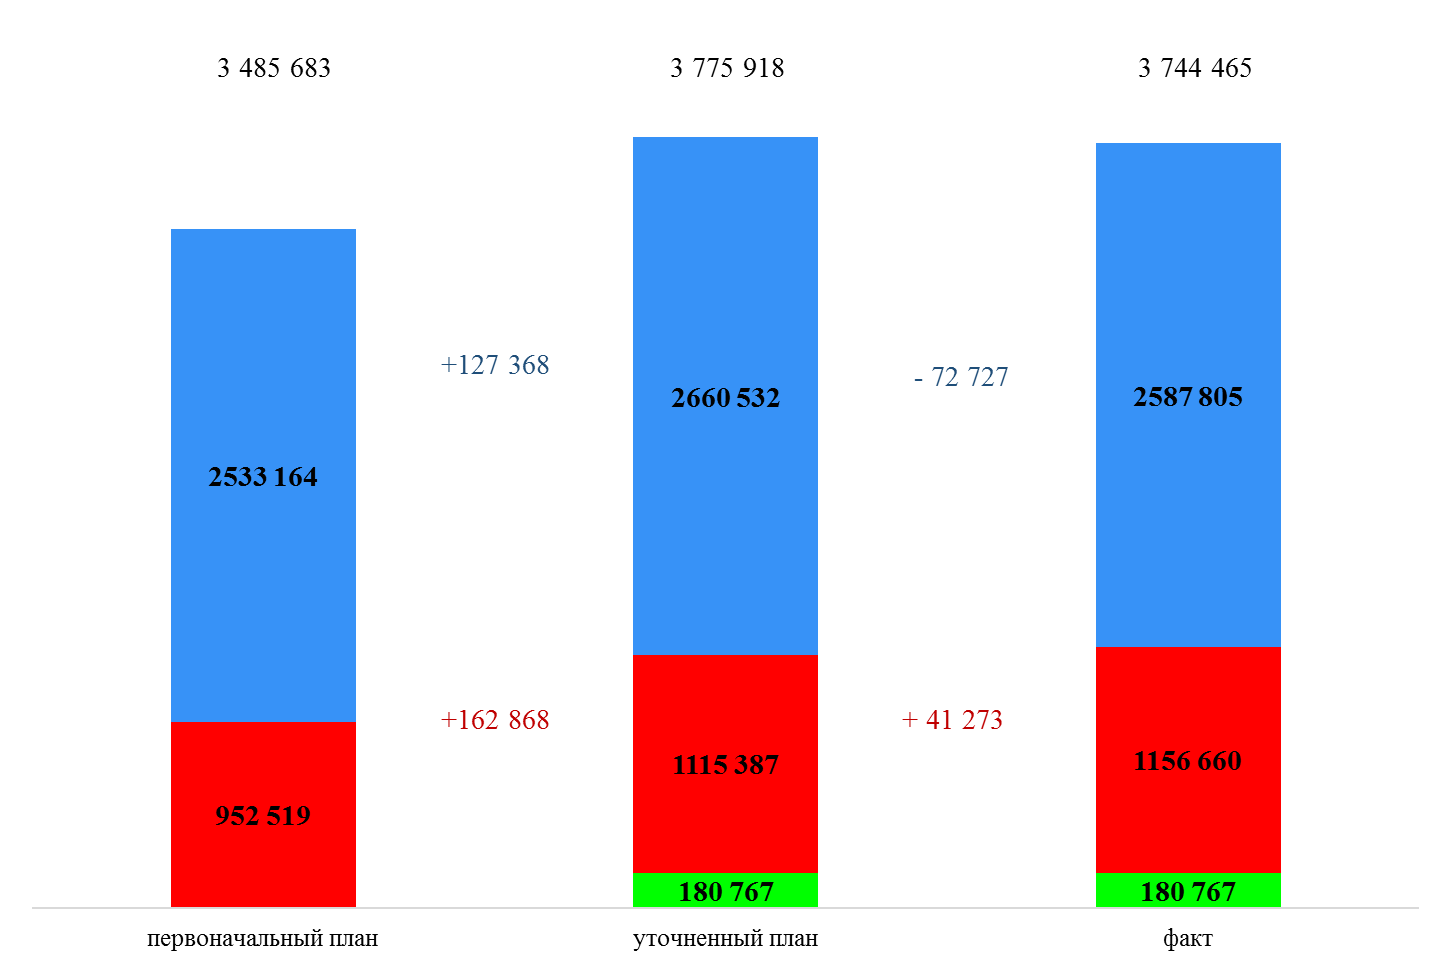 3 485 683
3 775 918
3 744 465
+127 368
- 72 727
2660 532
2587 805
2533 164
+162 868
+ 41 273
1115 387
1156 660
952 519
180 767
180 767
первоначальный план
уточненный план
факт